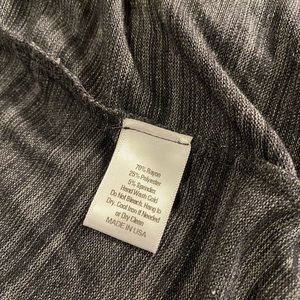 70% Rayon
25% Polyester
5% Spandex
Hand Wash Cold
Do Not Bleach, Hang to
Dry, Cool Iron if Needed
or Dry Clean
MADE IN USA